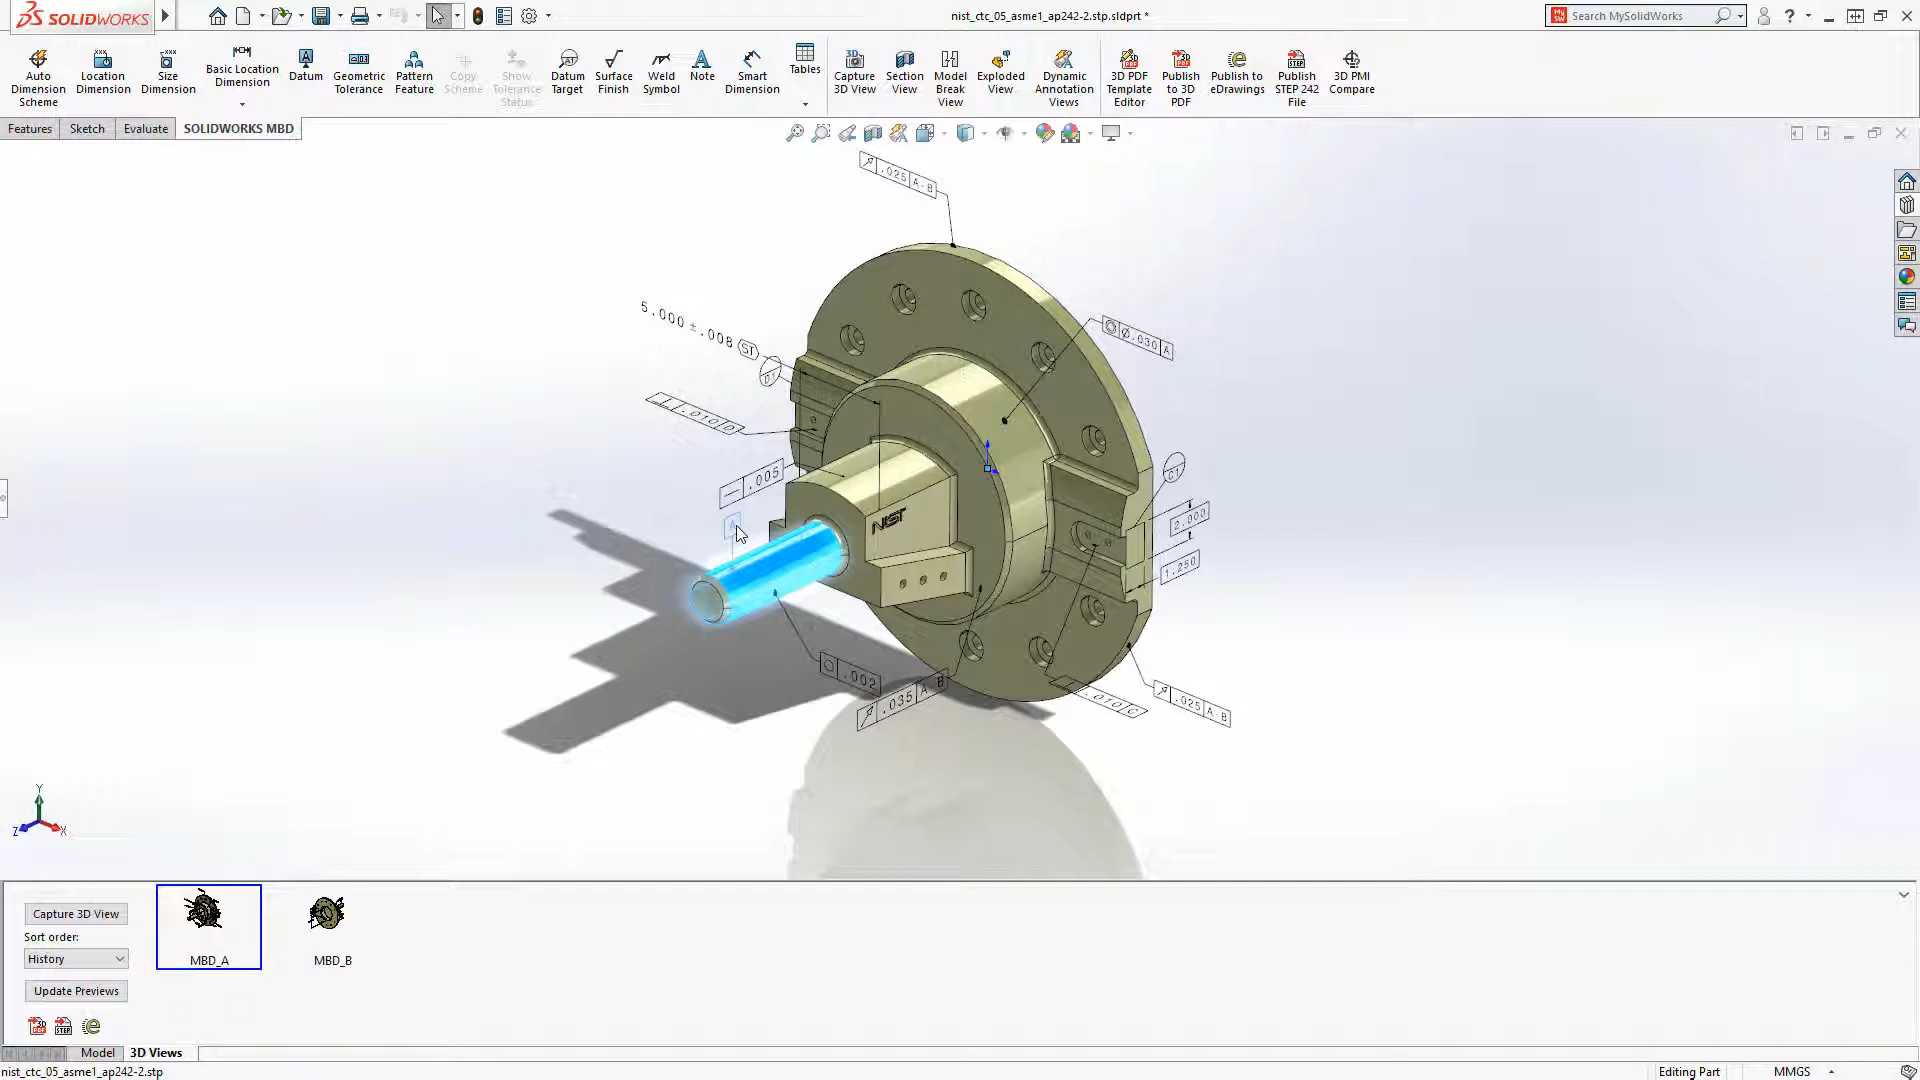 SOLIDWORKS
nist_ctc_05_asme1_ap242-2.stp.sldprt *
Search MySolidWorks
Auto Dimension Scheme
Location Dimension
Size Dimension
Basic Location Dimension
Datum
Geometric Tolerance
Pattern Feature
Copy Scheme
Show Tolerance Status
Datum Target
Surface Finish
Weld Symbol
Note
Smart Dimension
Tables
Capture 3D View
Section View
Model Break View
Exploded View
Dynamic Annotation Views
3D PDF Template Editor
Publish to 3D PDF
Publish to eDrawings
Publish STEP 242 File
3D PMI Compare
Features
Sketch
Evaluate
SOLIDWORKS MBD
.025 A-B
5.000 ±.008 ST
D1
Ø.030 A
.010 D
.005
C1
2.000
1.250
A
NIST
.002
.035 A-B
.010 C
.025 A-B
Y
Z
X
Capture 3D View
Sort order:
History
Update Previews
MBD_A
MBD_B
Model
3D Views
nist_ctc_05_asme1_ap242-2.stp
Editing Part
MMGS